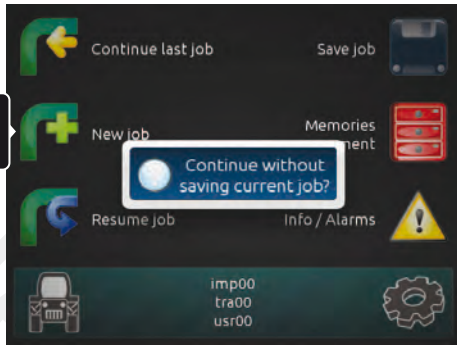 Continue last job
Save job
New job
Memories
ment
Continue without
saving current job?
Resume job
Info / Alarms
imp00
tra00
usr00